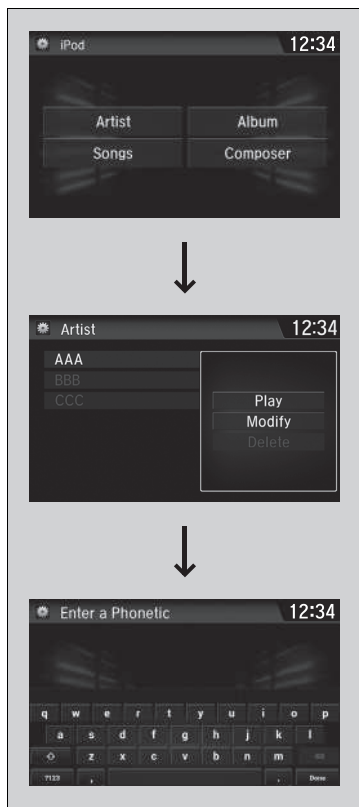 iPod 12:34
Artist Album
Songs Composer
Artist 12:34
AAA
BBB
CCC
Play
Modify
Delete
Enter a Phonetic 12:34
q w e r t y u i o p
a s d f g h j k l
z x c v b n m
?123 , . Done